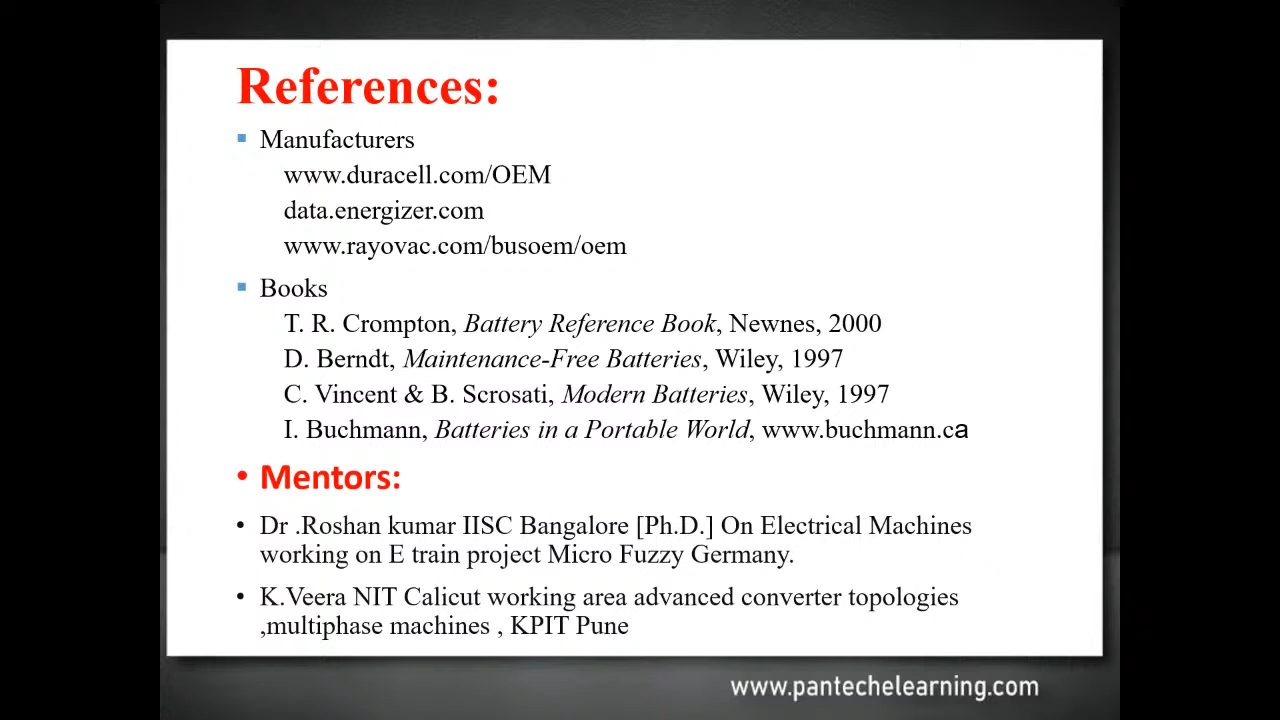 References:
Manufacturers
www.duracell.com/OEM
data.energizer.com
www.rayovac.com/busoem/oem
Books
T. R. Crompton, Battery Reference Book, Newnes, 2000
D. Berndt, Maintenance-Free Batteries, Wiley, 1997
C. Vincent & B. Scrosati, Modern Batteries, Wiley, 1997
I. Buchmann, Batteries in a Portable World, www.buchmann.ca
• Mentors:
• Dr .Roshan kumar IISC Bangalore [Ph.D.] On Electrical Machines
working on E train project Micro Fuzzy Germany.
• K.Veera NIT Calicut working area advanced converter topologies
,multiphase machines , KPIT Pune
www.pantechelearning.com